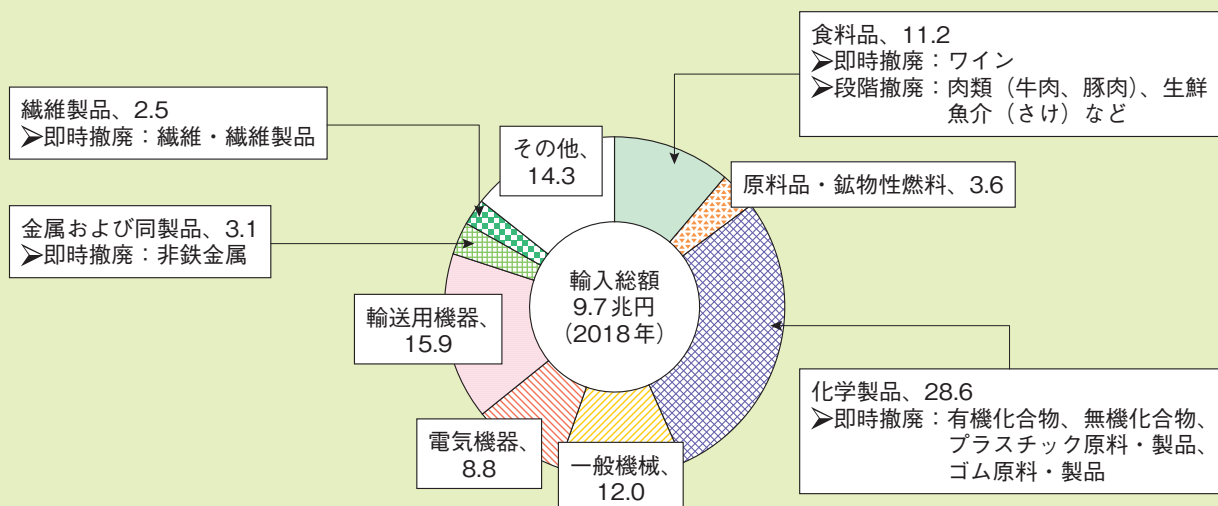 食料品、11.2
➤即時撤廃：ワイン
➤段階撤廃：肉類（牛肉、豚肉）、生鮮
魚介（さけ）など
原料品・鉱物性燃料、3.6
化学製品、28.6
➤即時撤廃：有機化合物、無機化合物、
プラスチック原料・製品、
ゴム原料・製品
一般機械、
12.0
電気機器、
8.8
輸送用機器、
15.9
金属および同製品、3.1
➤即時撤廃：非鉄金属
繊維製品、2.5
➤即時撤廃：繊維・繊維製品
その他、
14.3
輸入総額
9.7兆円
（2018年）